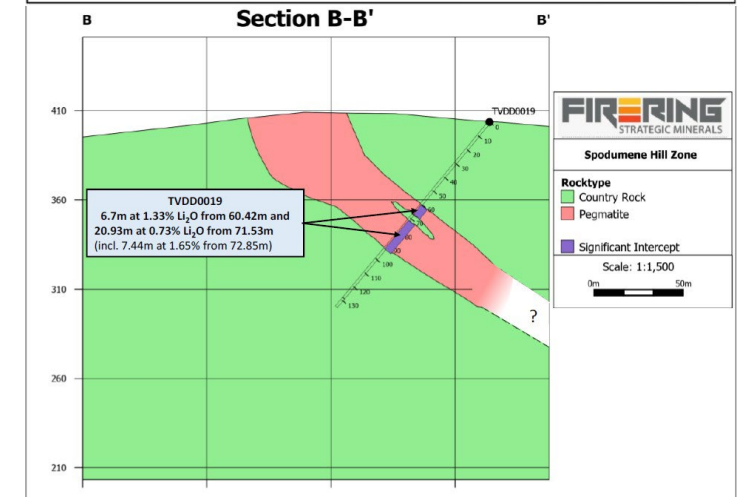 B
Section B-B'
B'
410
360
310
260
210
TVDD0019
0
10
20
30
40
50
60
70
80
90
100
110
120
130
TVDD0019
6.7m at 1.33% Li₂O from 60.42m and
20.93m at 0.73% Li₂O from 71.53m
(incl. 7.44m at 1.65% from 72.85m)
?
FIRERING
STRATEGIC MINERALS
Spodumene Hill Zone
Rocktype
Country Rock
Pegmatite
Significant Intercept
Scale: 1:1,500
0m
50m